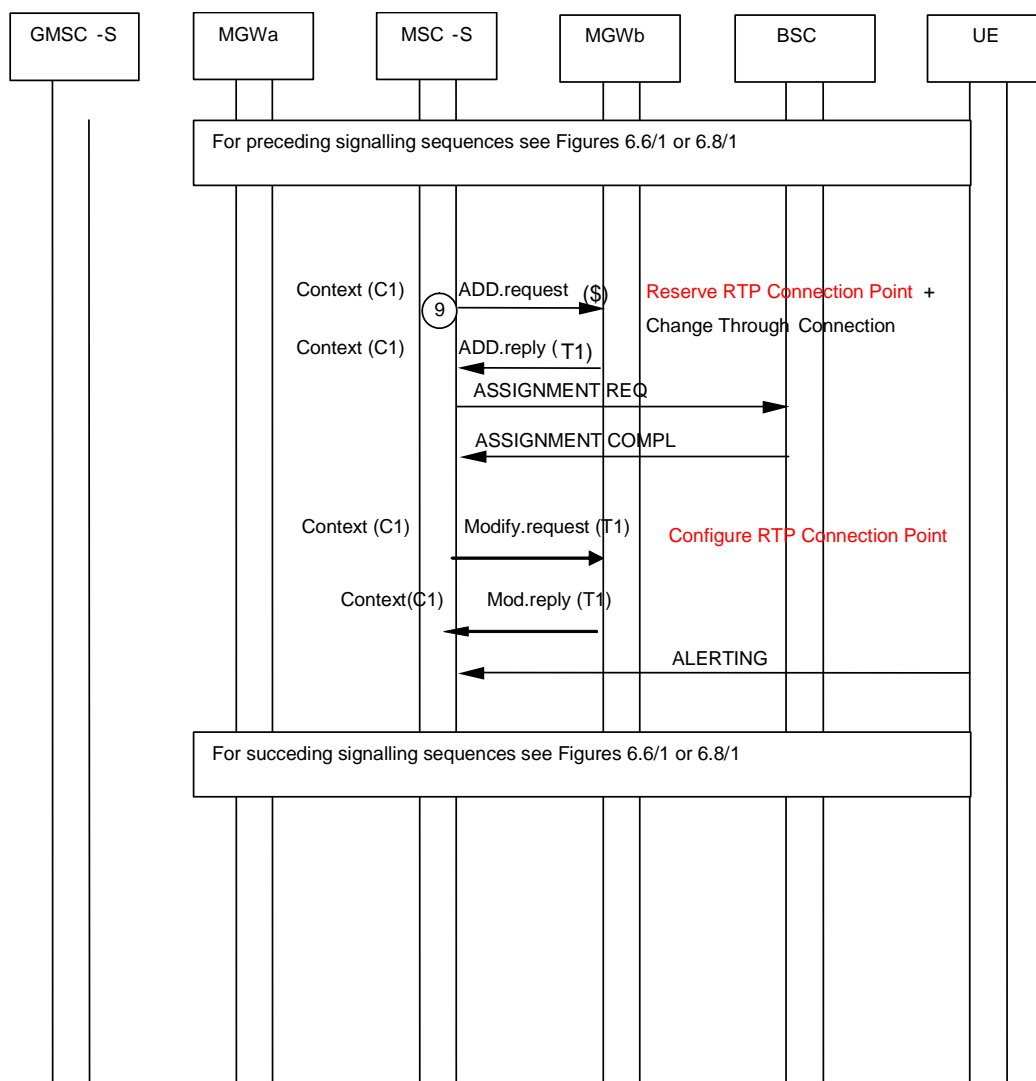 GMSC -S
MGWa
MSC -S
MGWb
BSC
UE
For preceding signalling sequences see Figures 6.6/1 or 6.8/1
Context (C1)
9
ADD.request ($)
Reserve RTP Connection Point +
Change Through Connection
Context (C1)
ADD.reply (T1)
ASSIGNMENT REQ
ASSIGNMENT COMPL
Context (C1)
Modify.request (T1)
Configure RTP Connection Point
Context(C1)
Mod.reply (T1)
ALERTING
For succeding signalling sequences see Figures 6.6/1 or 6.8/1